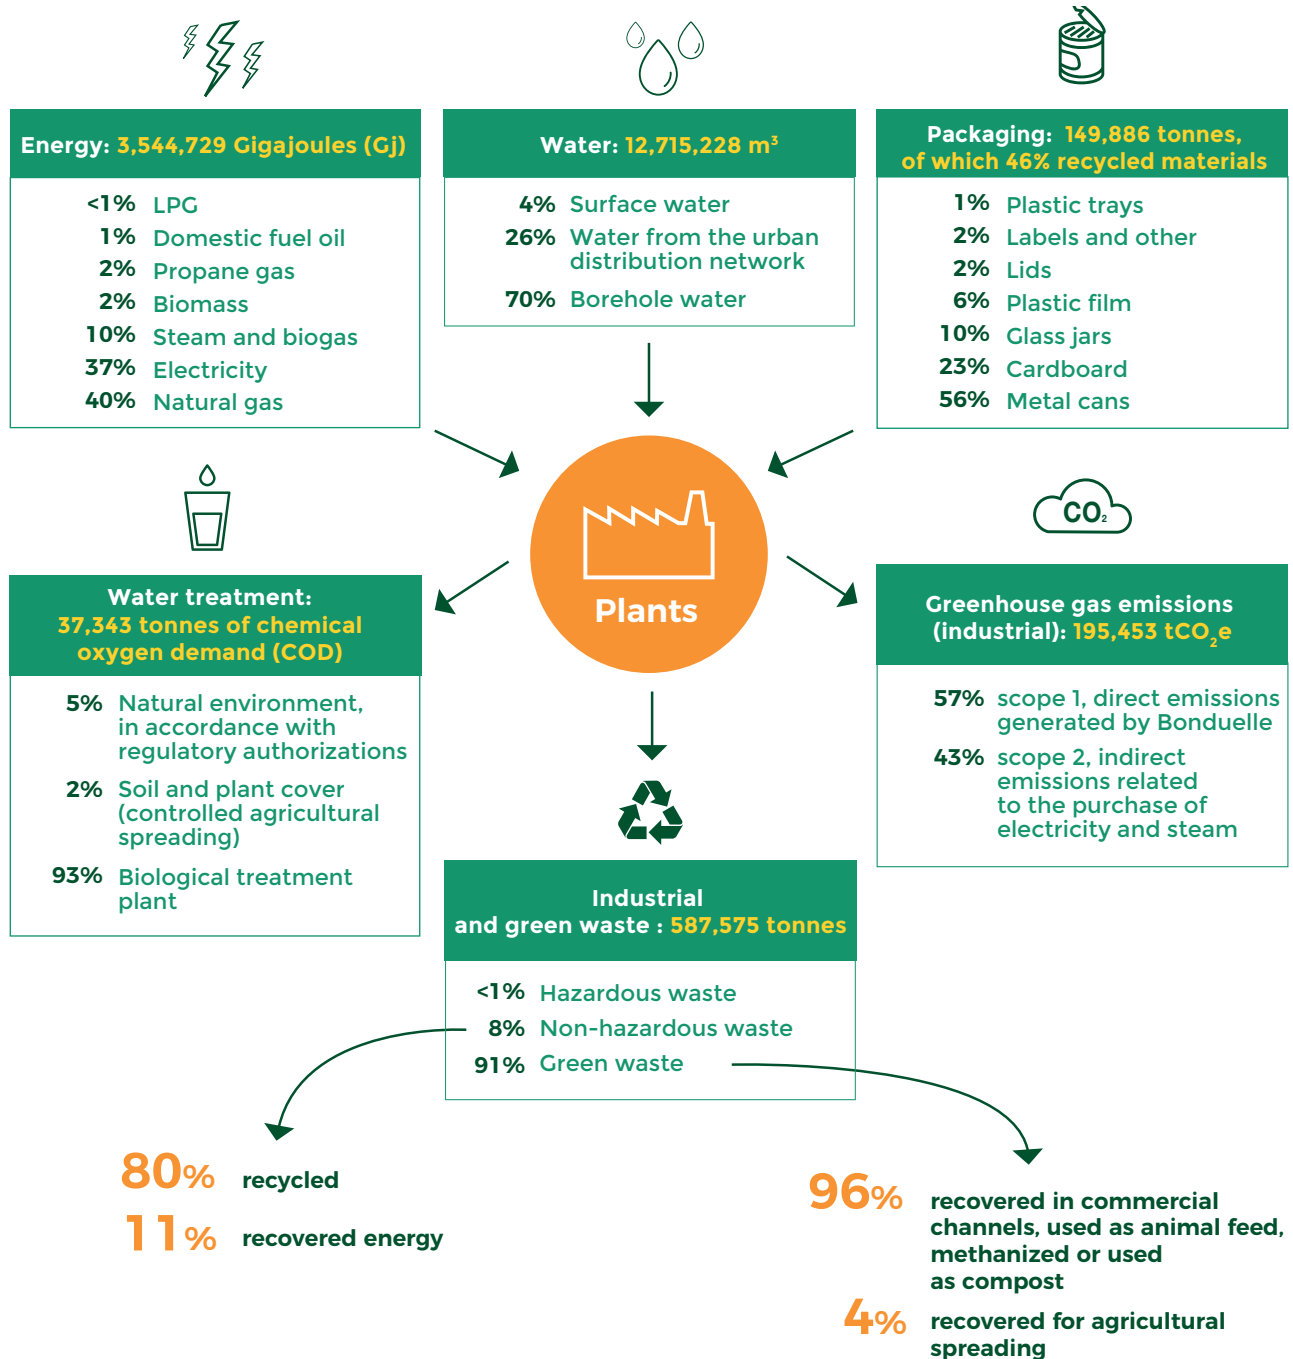 Energy: 3,544,729 Gigajoules (Gj)
<1% LPG
1% Domestic fuel oil
2% Propane gas
2% Biomass
10% Steam and biogas
37% Electricity
40% Natural gas
Water: 12,715,228 m³
4% Surface water
26% Water from the urban
distribution network
70% Borehole water
Packaging: 149,886 tonnes,
of which 46% recycled materials
1% Plastic trays
2% Labels and other
2% Lids
6% Plastic film
10% Glass jars
23% Cardboard
56% Metal cans
Plants
CO₂
Water treatment:
37,343 tonnes of chemical
oxygen demand (COD)
5% Natural environment,
in accordance with
regulatory authorizations
2% Soil and plant cover
(controlled agricultural
spreading)
93% Biological treatment
plant
Greenhouse gas emissions
(industrial): 195,453 tCO₂e
57% scope 1, direct emissions
generated by Bonduelle
43% scope 2, indirect
emissions related
to the purchase of
electricity and steam
Industrial
and green waste : 587,575 tonnes
<1% Hazardous waste
8% Non-hazardous waste
91% Green waste
80% recycled
11% recovered energy
96% recovered in commercial
channels, used as animal feed,
methanized or used
as compost
4% recovered for agricultural
spreading